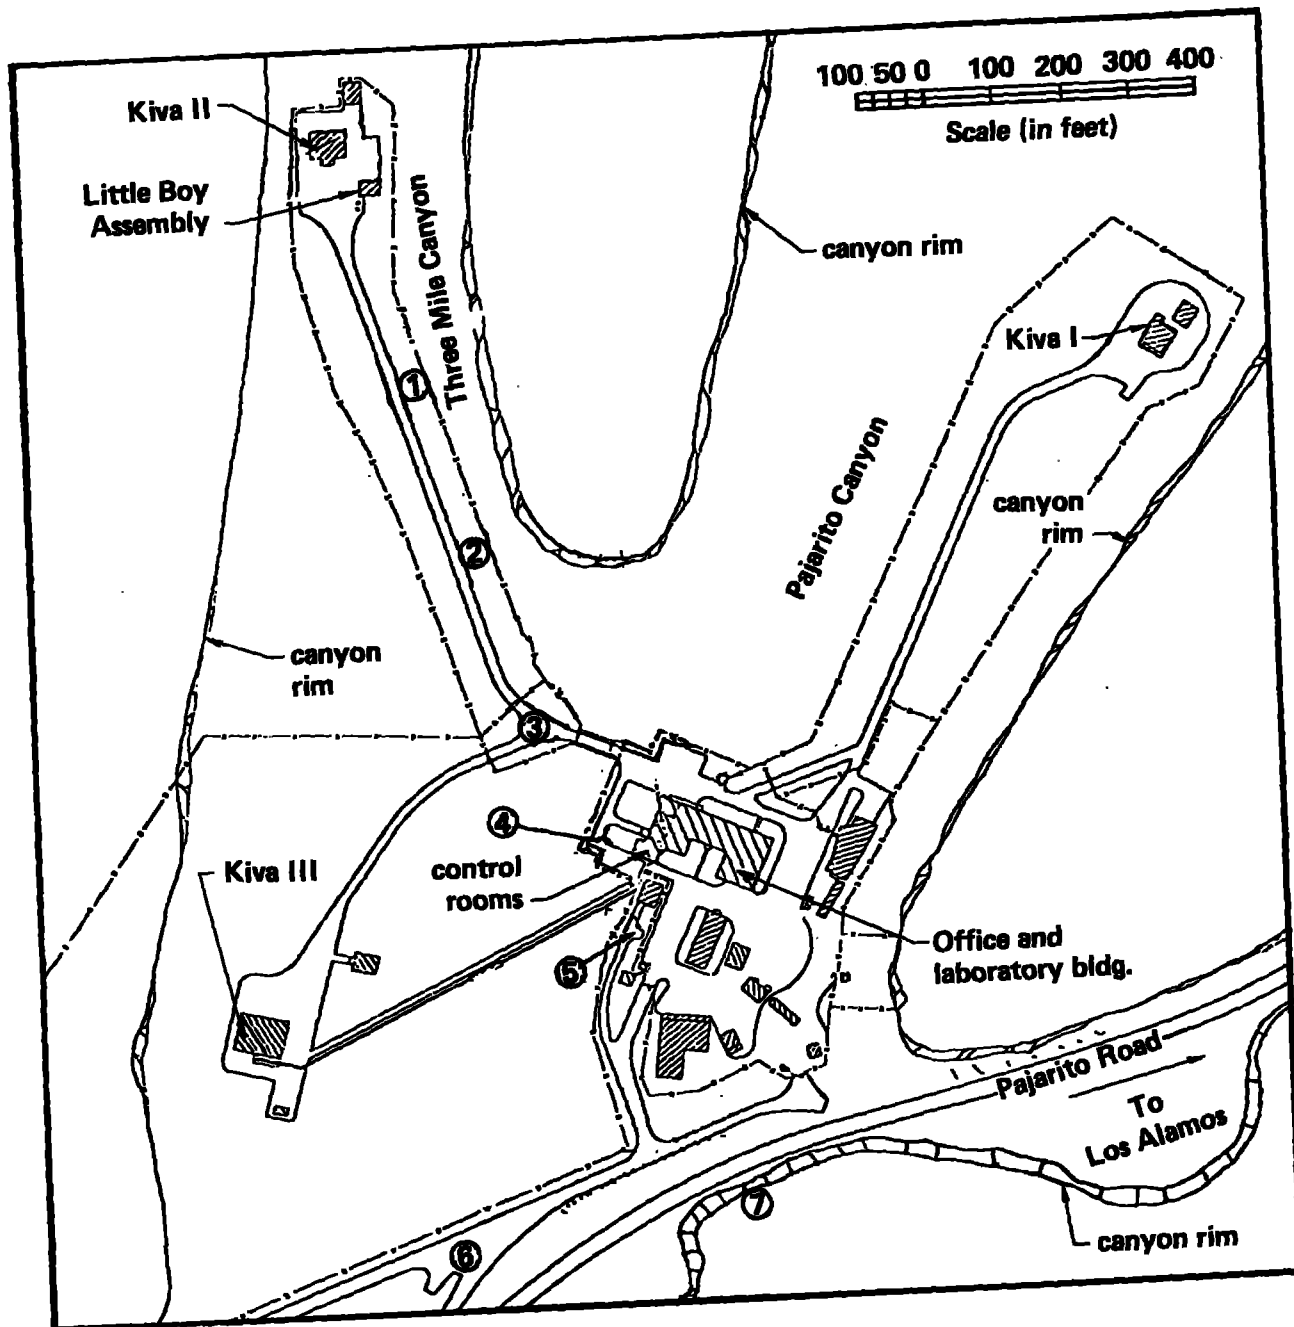 100 50 0 100 200 300 400
Scale (in feet)
Kiva II
Little Boy
Assembly
Three Mile Canyon
canyon rim
Kiva I
①
Pajarito Canyon
canyon
rim
②
canyon
rim
③
④
Kiva III
control
rooms
Office and
laboratory bldg.
⑤
Pajarito Road
To
Los Alamos
⑦
canyon rim
⑥